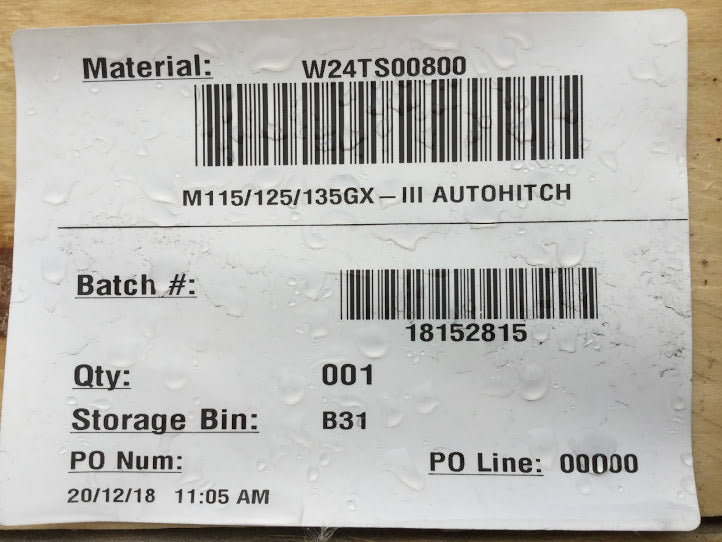 Material: W24TS00800
M115/125/135GX – III AUTOHITCH
Batch #:
18152815
Qty: 001
Storage Bin: B31
PO Num: PO Line: 00000
20/12/18 11:05 AM